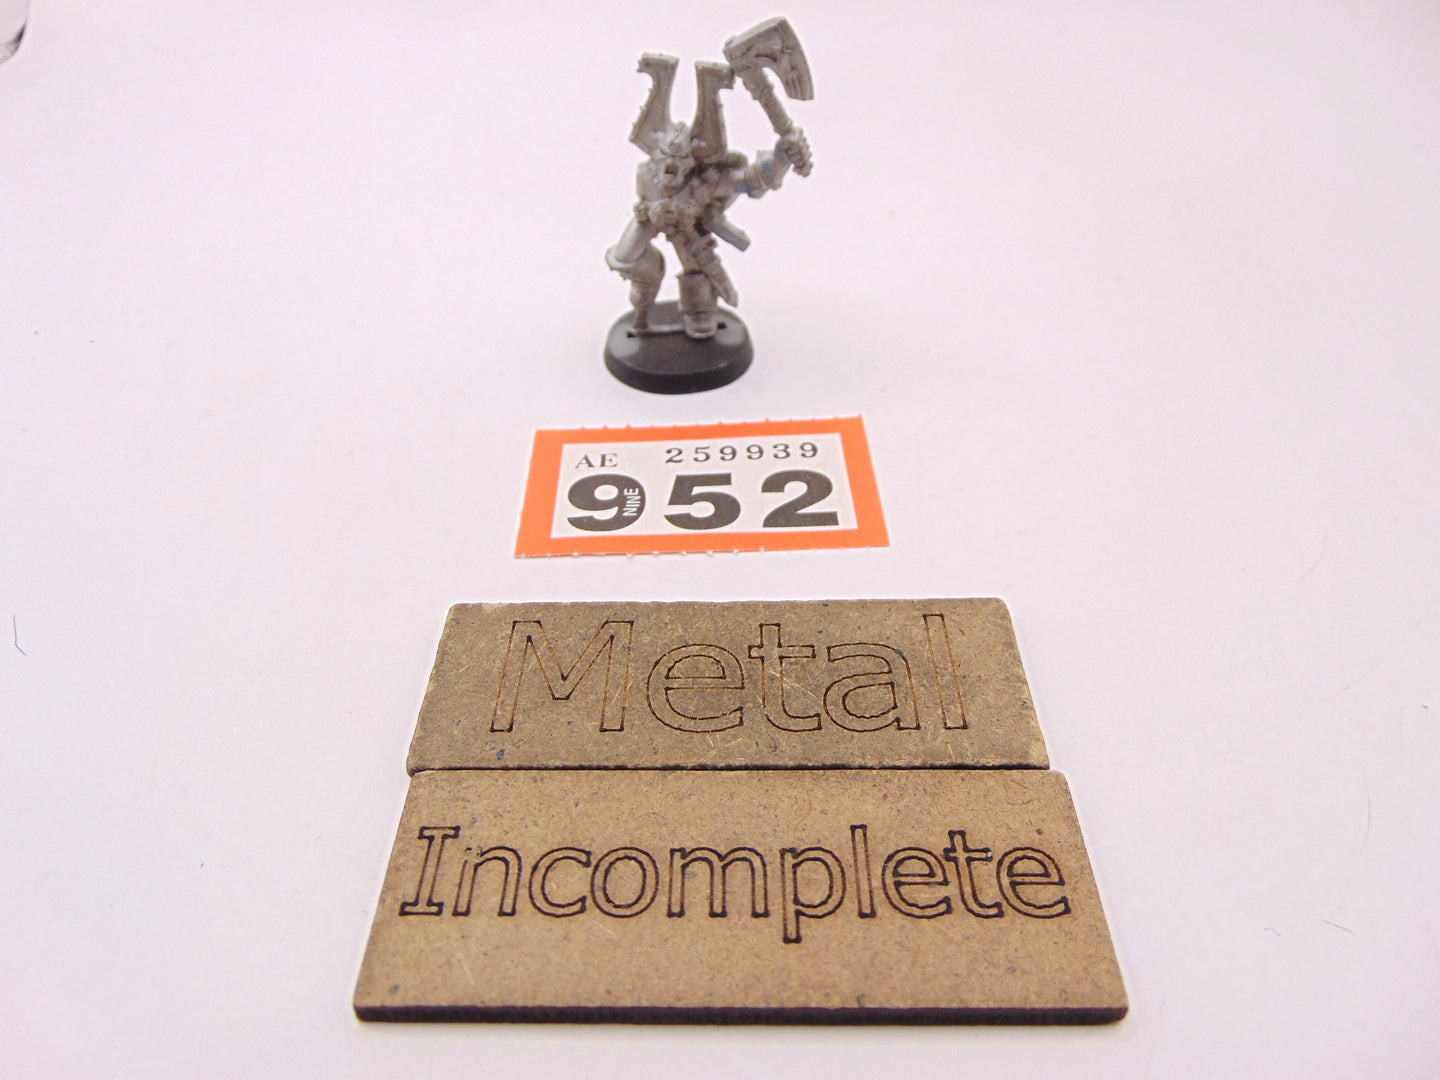 AE 259939
9 NINE 52
Metal
Incomplete